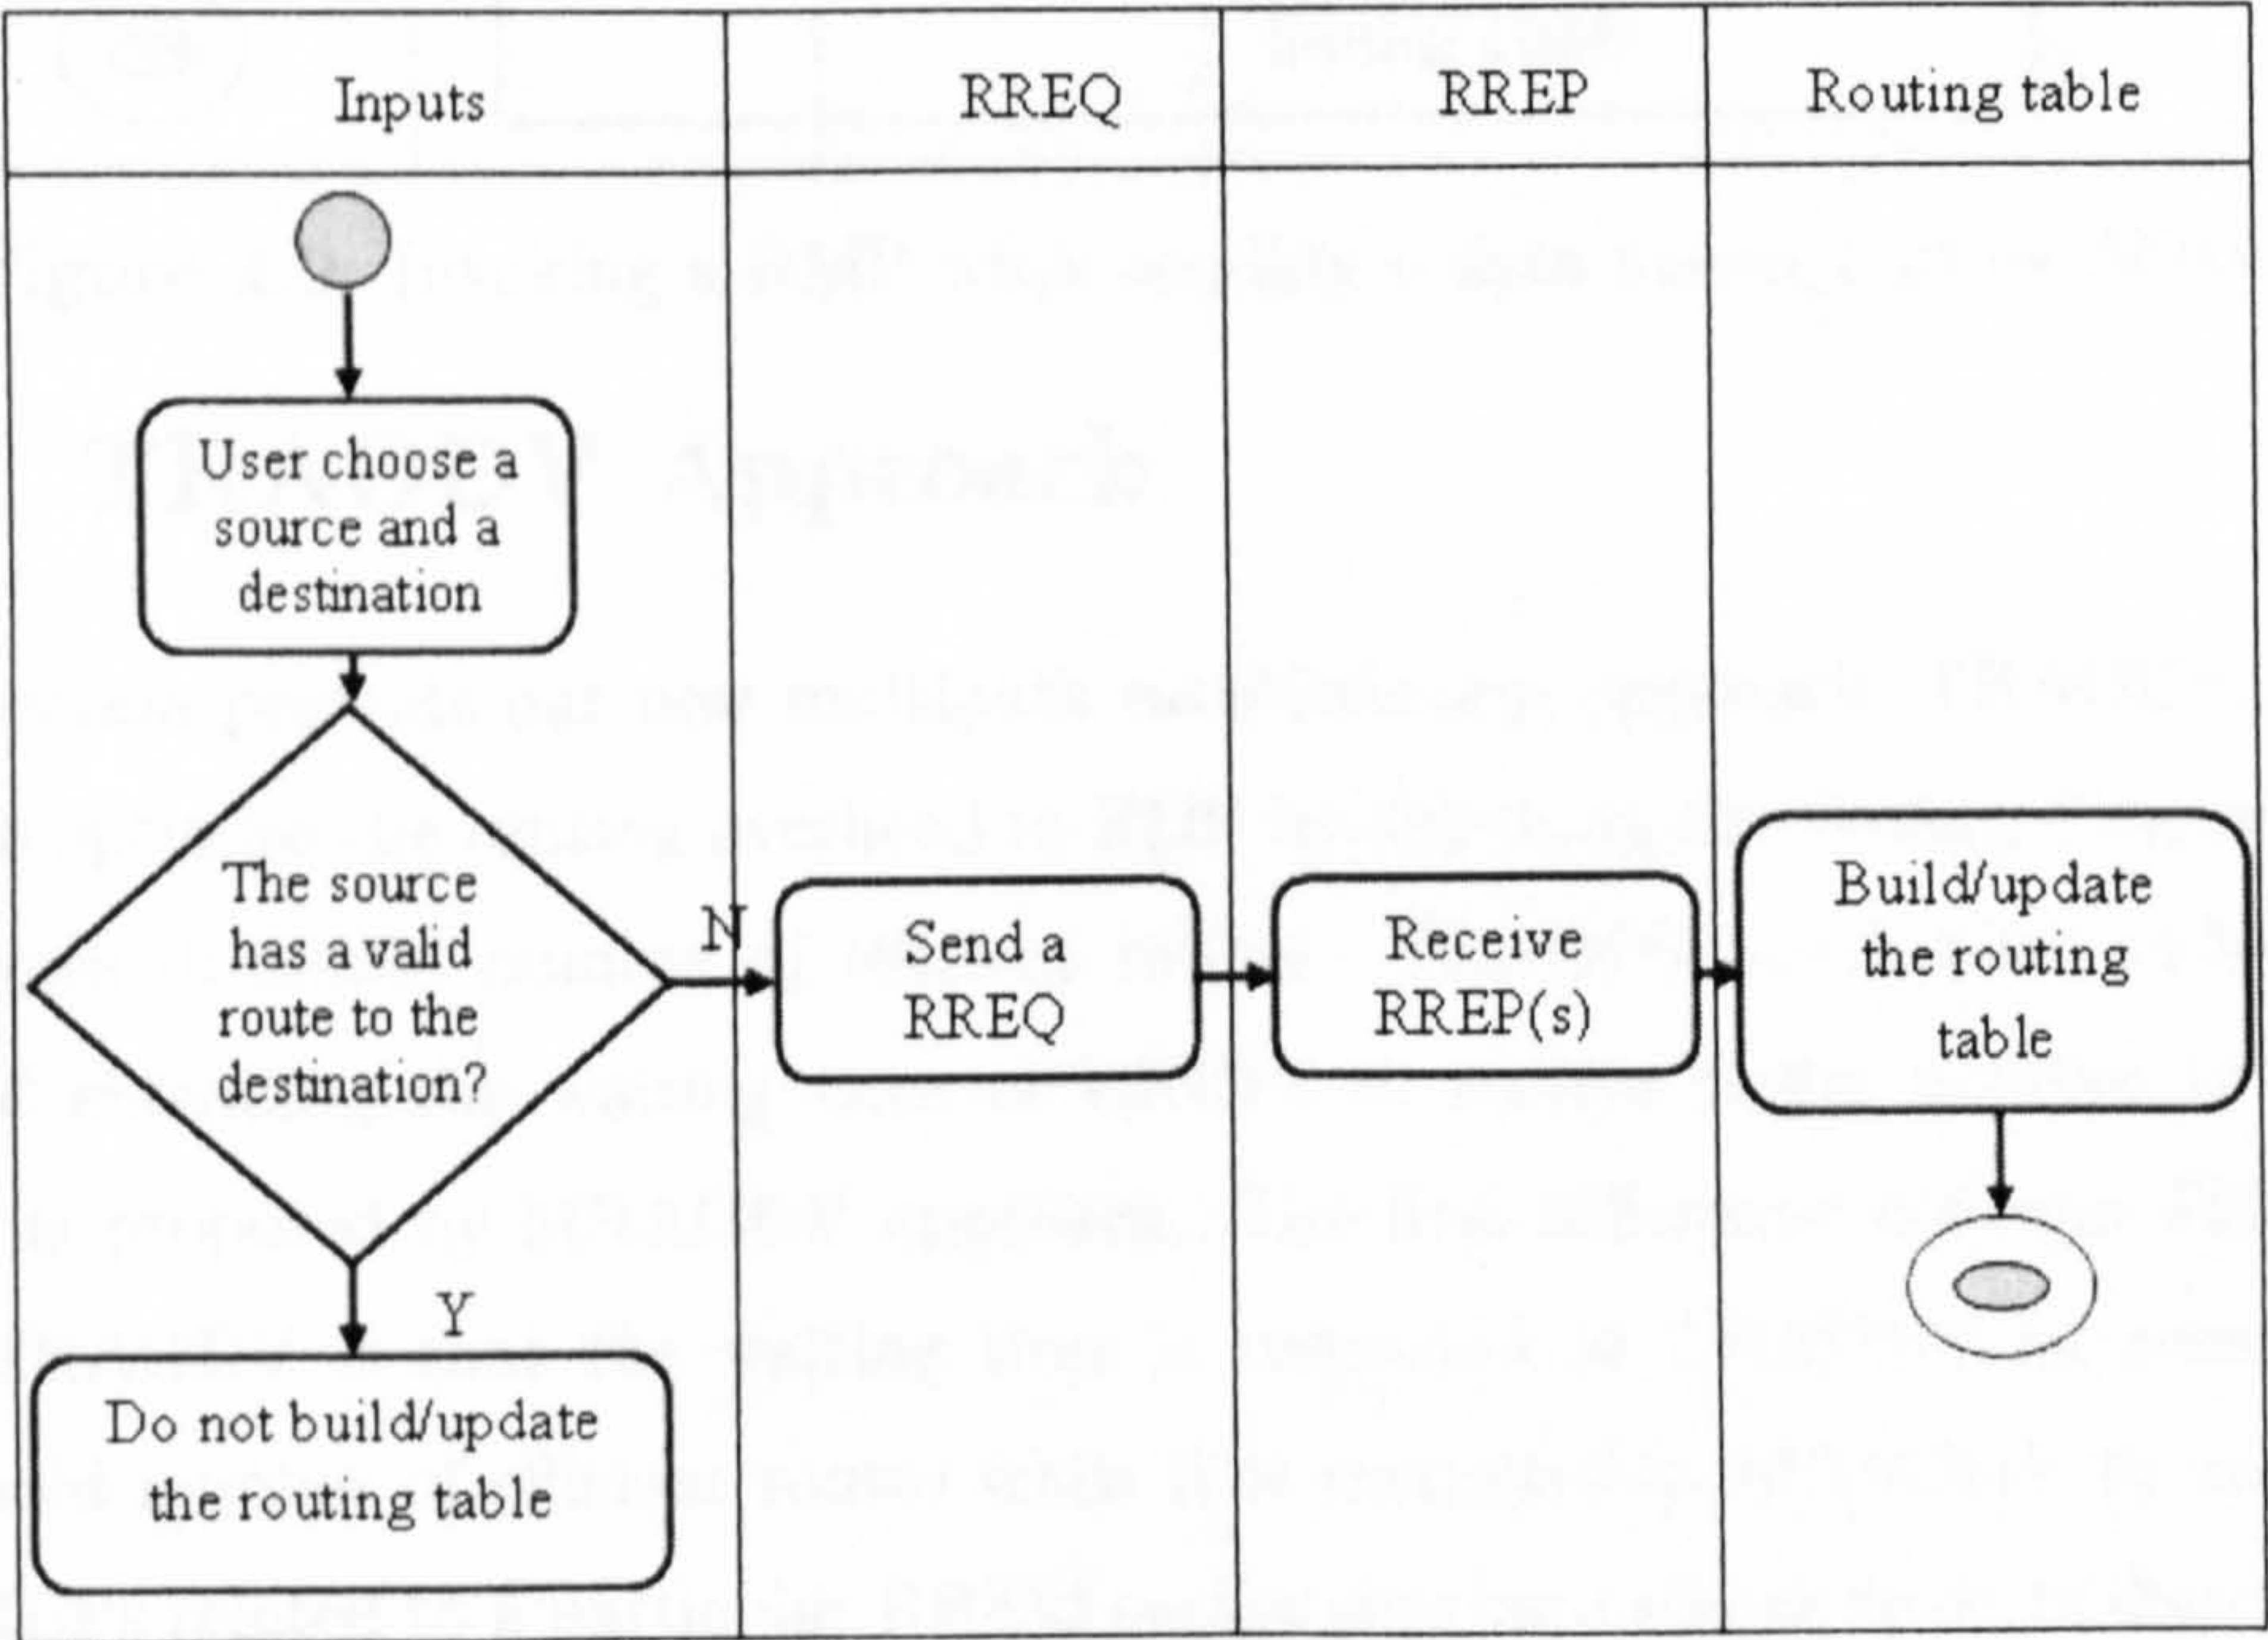 Inputs
RREQ
RREP
Routing table
User choose a
source and a
destination
The source
has a valid
route to the
destination?
N
Send a
RREQ
Receive
RREP(s)
Build/update
the routing
table
Y
Do not build/update
the routing table